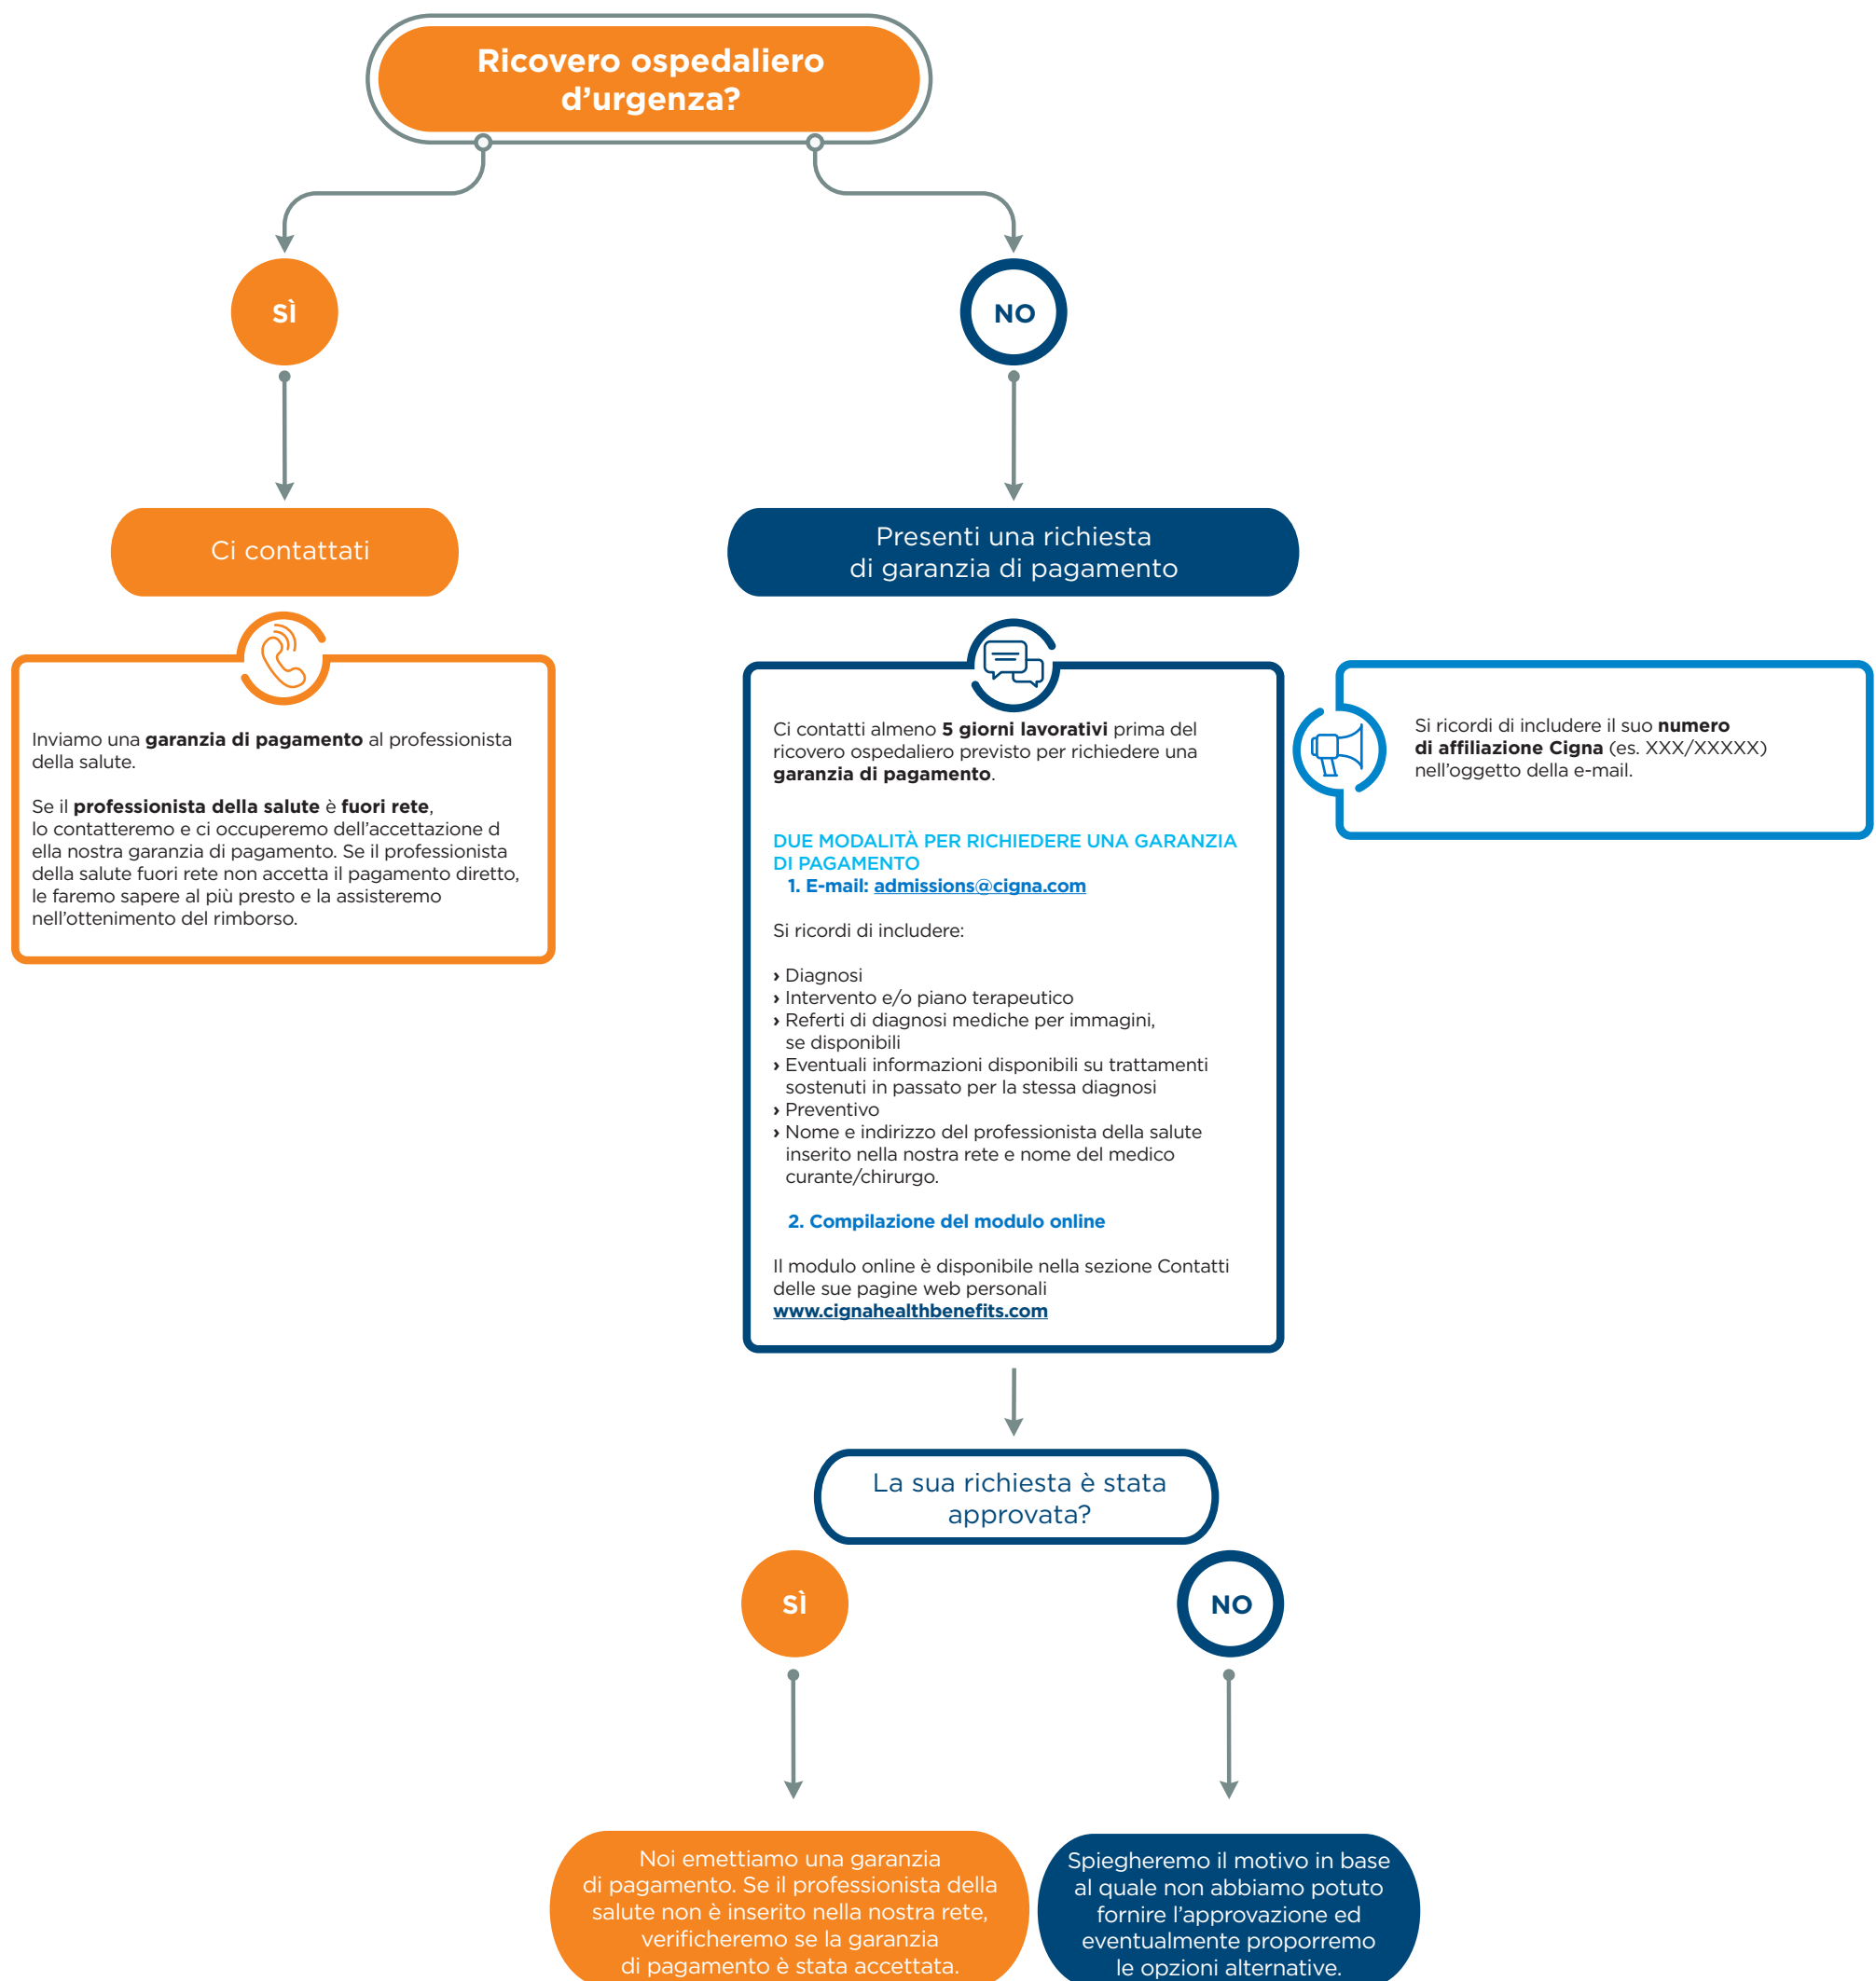 Ricovero ospedaliero
d’urgenza?
SÌ
NO
Ci contattati
Inviamo una garanzia di pagamento al professionista
della salute.
Se il professionista della salute è fuori rete,
lo contatteremo e ci occuperemo dell’accettazione d
ella nostra garanzia di pagamento. Se il professionista
della salute fuori rete non accetta il pagamento diretto,
le faremo sapere al più presto e la assisteremo
nell’ottenimento del rimborso.
Presenti una richiesta
di garanzia di pagamento
Ci contatti almeno 5 giorni lavorativi prima del
ricovero ospedaliero previsto per richiedere una
garanzia di pagamento.
DUE MODALITÀ PER RICHIEDERE UNA GARANZIA
DI PAGAMENTO
1. E-mail: admissions@cigna.com
Si ricordi di includere:
› Diagnosi
› Intervento e/o piano terapeutico
› Referti di diagnosi mediche per immagini,
se disponibili
› Eventuali informazioni disponibili su trattamenti
sostenuti in passato per la stessa diagnosi
› Preventivo
› Nome e indirizzo del professionista della salute
inserito nella nostra rete e nome del medico
curante/chirurgo.
2. Compilazione del modulo online
Il modulo online è disponibile nella sezione Contatti
delle sue pagine web personali
www.cignahealthbenefits.com
Si ricordi di includere il suo numero
di affiliazione Cigna (es. XXX/XXXXX)
nell’oggetto della e-mail.
La sua richiesta è stata
approvata?
SÌ
NO
Noi emettiamo una garanzia
di pagamento. Se il professionista della
salute non è inserito nella nostra rete,
verificheremo se la garanzia
di pagamento è stata accettata.
Spiegheremo il motivo in base
al quale non abbiamo potuto
fornire l’approvazione ed
eventualmente proporremo
le opzioni alternative.